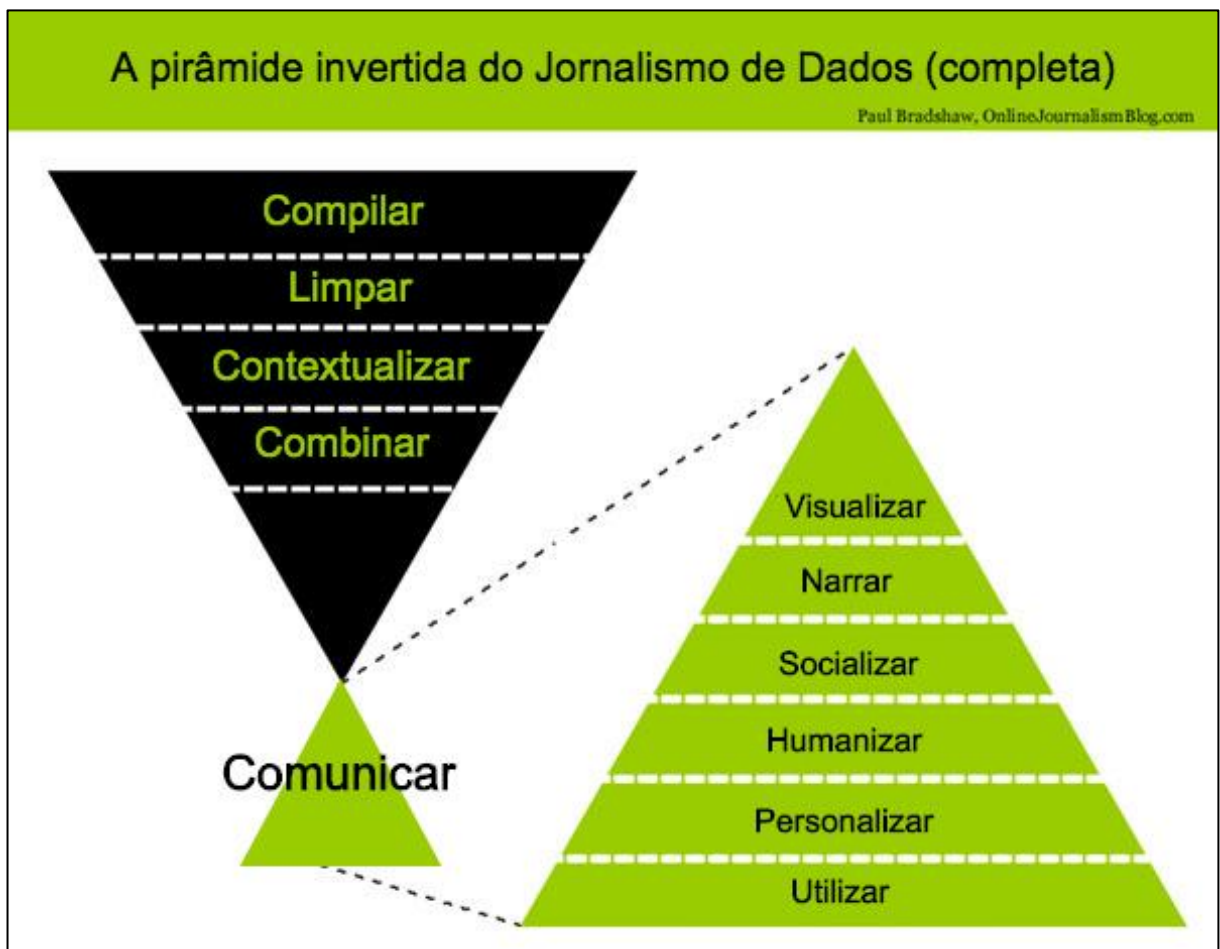 A pirâmide invertida do Jornalismo de Dados (completa)
Paul Bradshaw, OnlineJournalismBlog.com
Compilar
Limpar
Contextualizar
Combinar
Comunicar
Visualizar
Narrar
Socializar
Humanizar
Personalizar
Utilizar